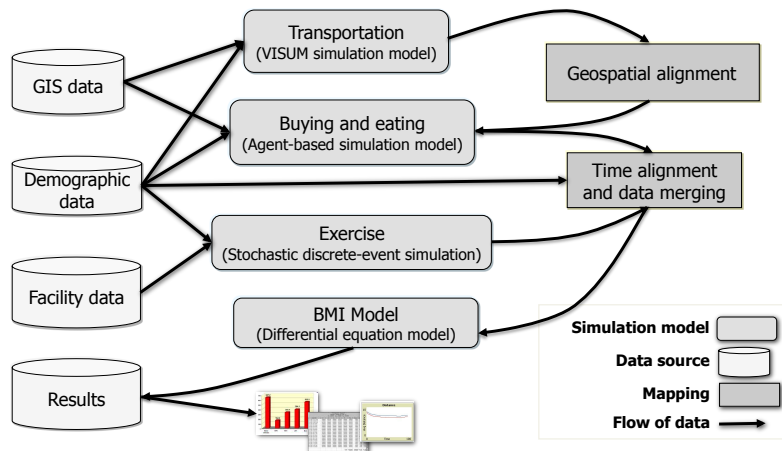 Transportation
(VISUM simulation model)
GIS data
Geospatial alignment
Buying and eating
(Agent-based simulation model)
Demographic
data
Time alignment
and data merging
Exercise
(Stochastic discrete-event simulation)
Facility data
BMI Model
(Differential equation model)
Results
Simulation model
Data source
Mapping
Flow of data